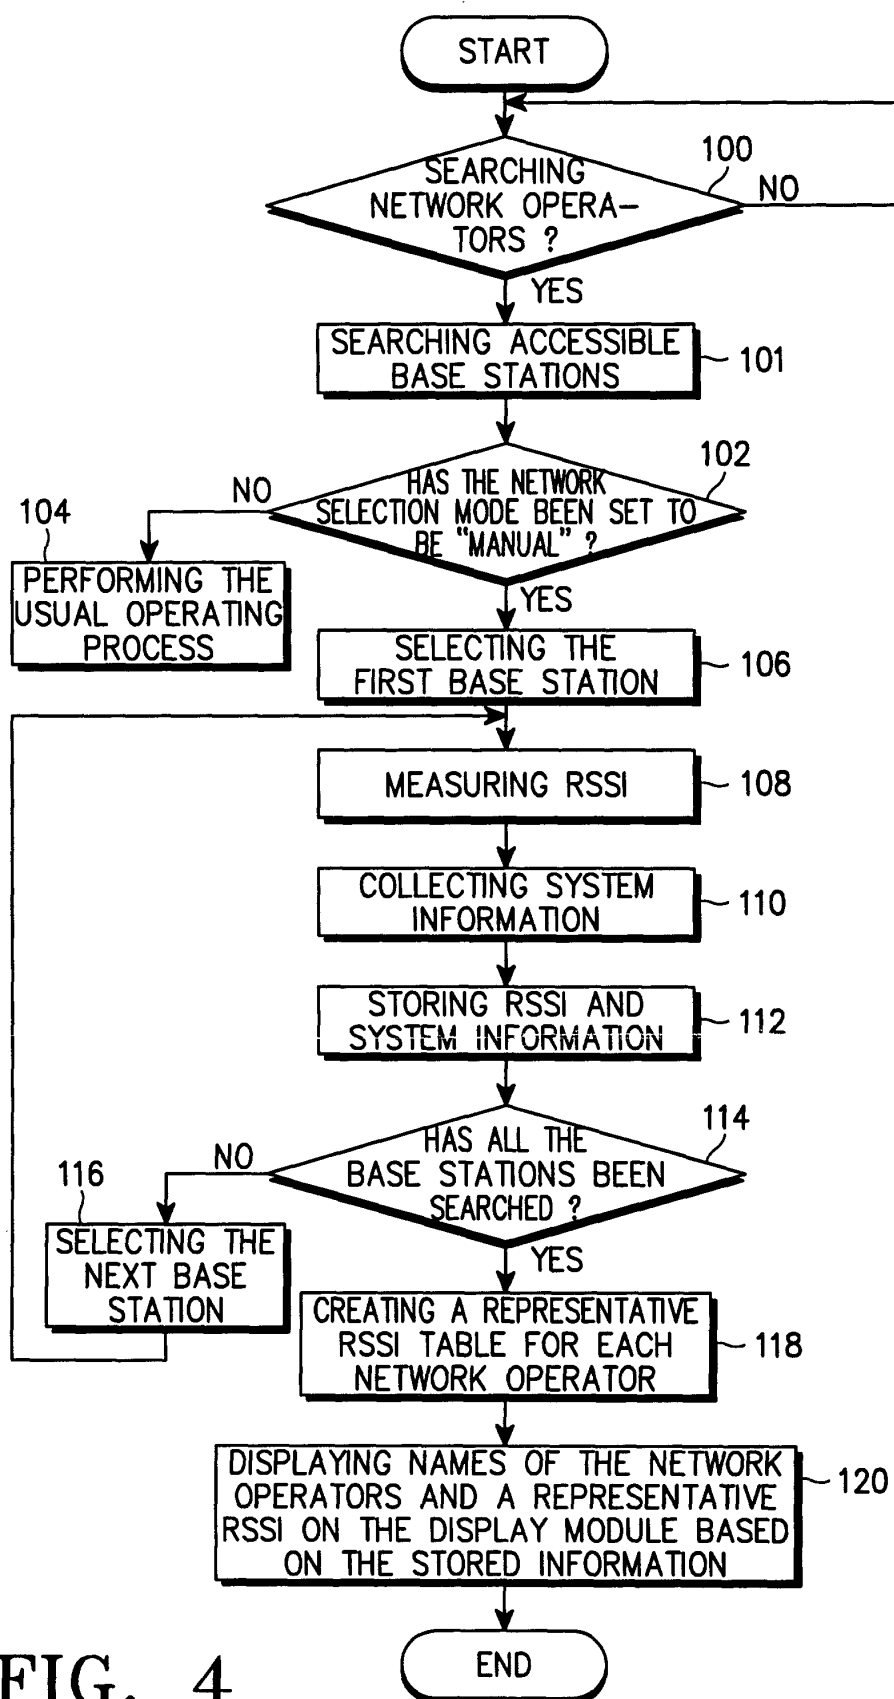 START
100
SEARCHING
NETWORK OPERA-
TORS ?
NO
YES
SEARCHING ACCESSIBLE
BASE STATIONS
101
102
HAS THE NETWORK
SELECTION MODE BEEN SET TO
BE "MANUAL" ?
NO
104
PERFORMING THE
USUAL OPERATING
PROCESS
YES
SELECTING THE
FIRST BASE STATION
106
MEASURING RSSI
108
COLLECTING SYSTEM
INFORMATION
110
STORING RSSI AND
SYSTEM INFORMATION
112
114
HAS ALL THE
BASE STATIONS BEEN
SEARCHED ?
NO
116
SELECTING THE
NEXT BASE
STATION
YES
CREATING A REPRESENTATIVE
RSSI TABLE FOR EACH
NETWORK OPERATOR
118
DISPLAYING NAMES OF THE NETWORK
OPERATORS AND A REPRESENTATIVE
RSSI ON THE DISPLAY MODULE BASED
ON THE STORED INFORMATION
120
END
FIG. 4